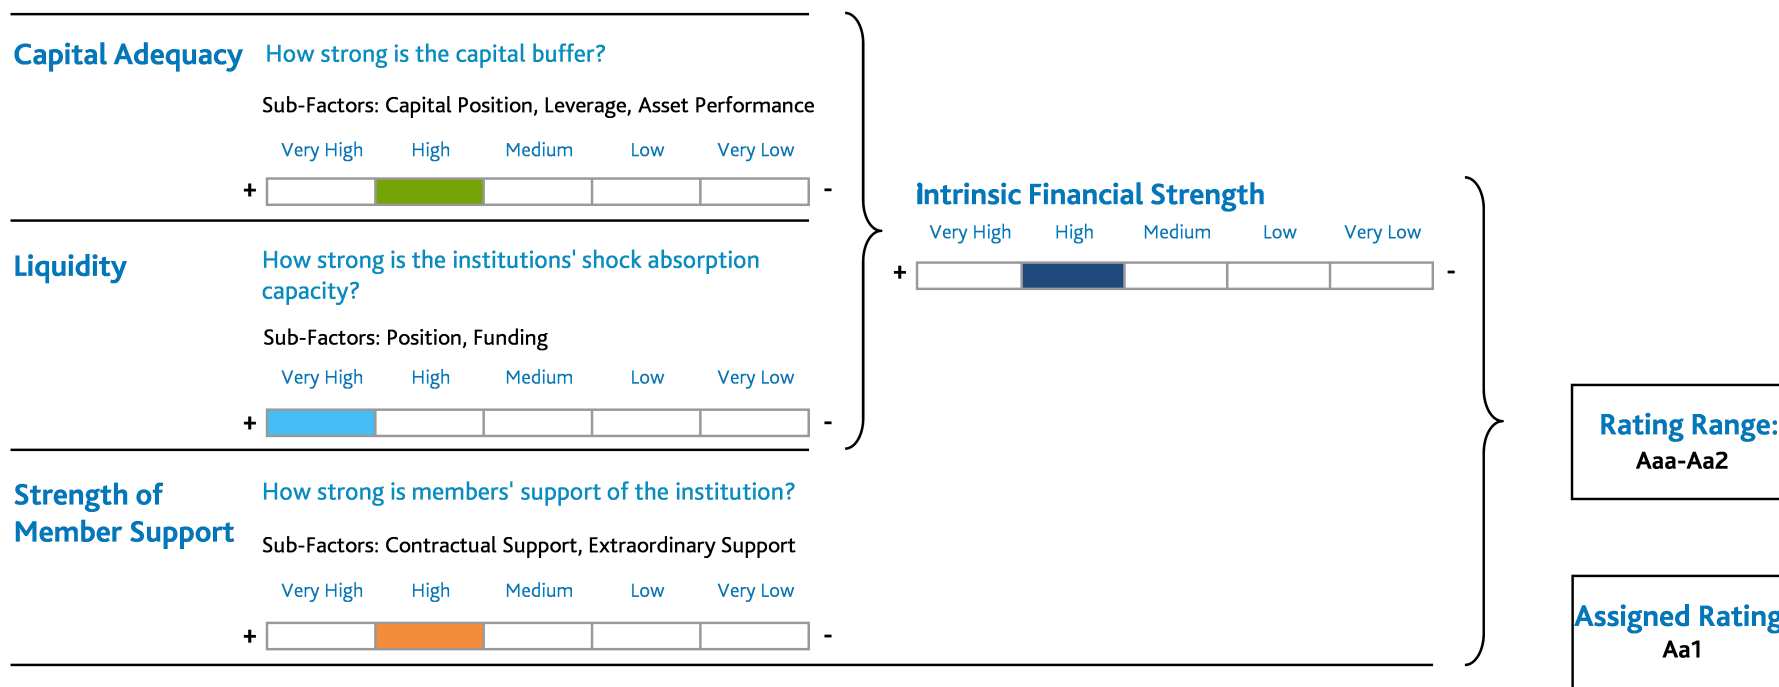 Capital Adequacy
How strong is the capital buffer?
Sub-Factors: Capital Position, Leverage, Asset Performance
Very High High Medium Low Very Low
+ -
Liquidity
How strong is the institutions' shock absorption
capacity?
Sub-Factors: Position, Funding
Very High High Medium Low Very Low
+ -
Strength of
Member Support
How strong is members' support of the institution?
Sub-Factors: Contractual Support, Extraordinary Support
Very High High Medium Low Very Low
+ -
Intrinsic Financial Strength
Very High High Medium Low Very Low
+ -
Rating Range:
Aaa-Aa2
Assigned Rating
Aa1